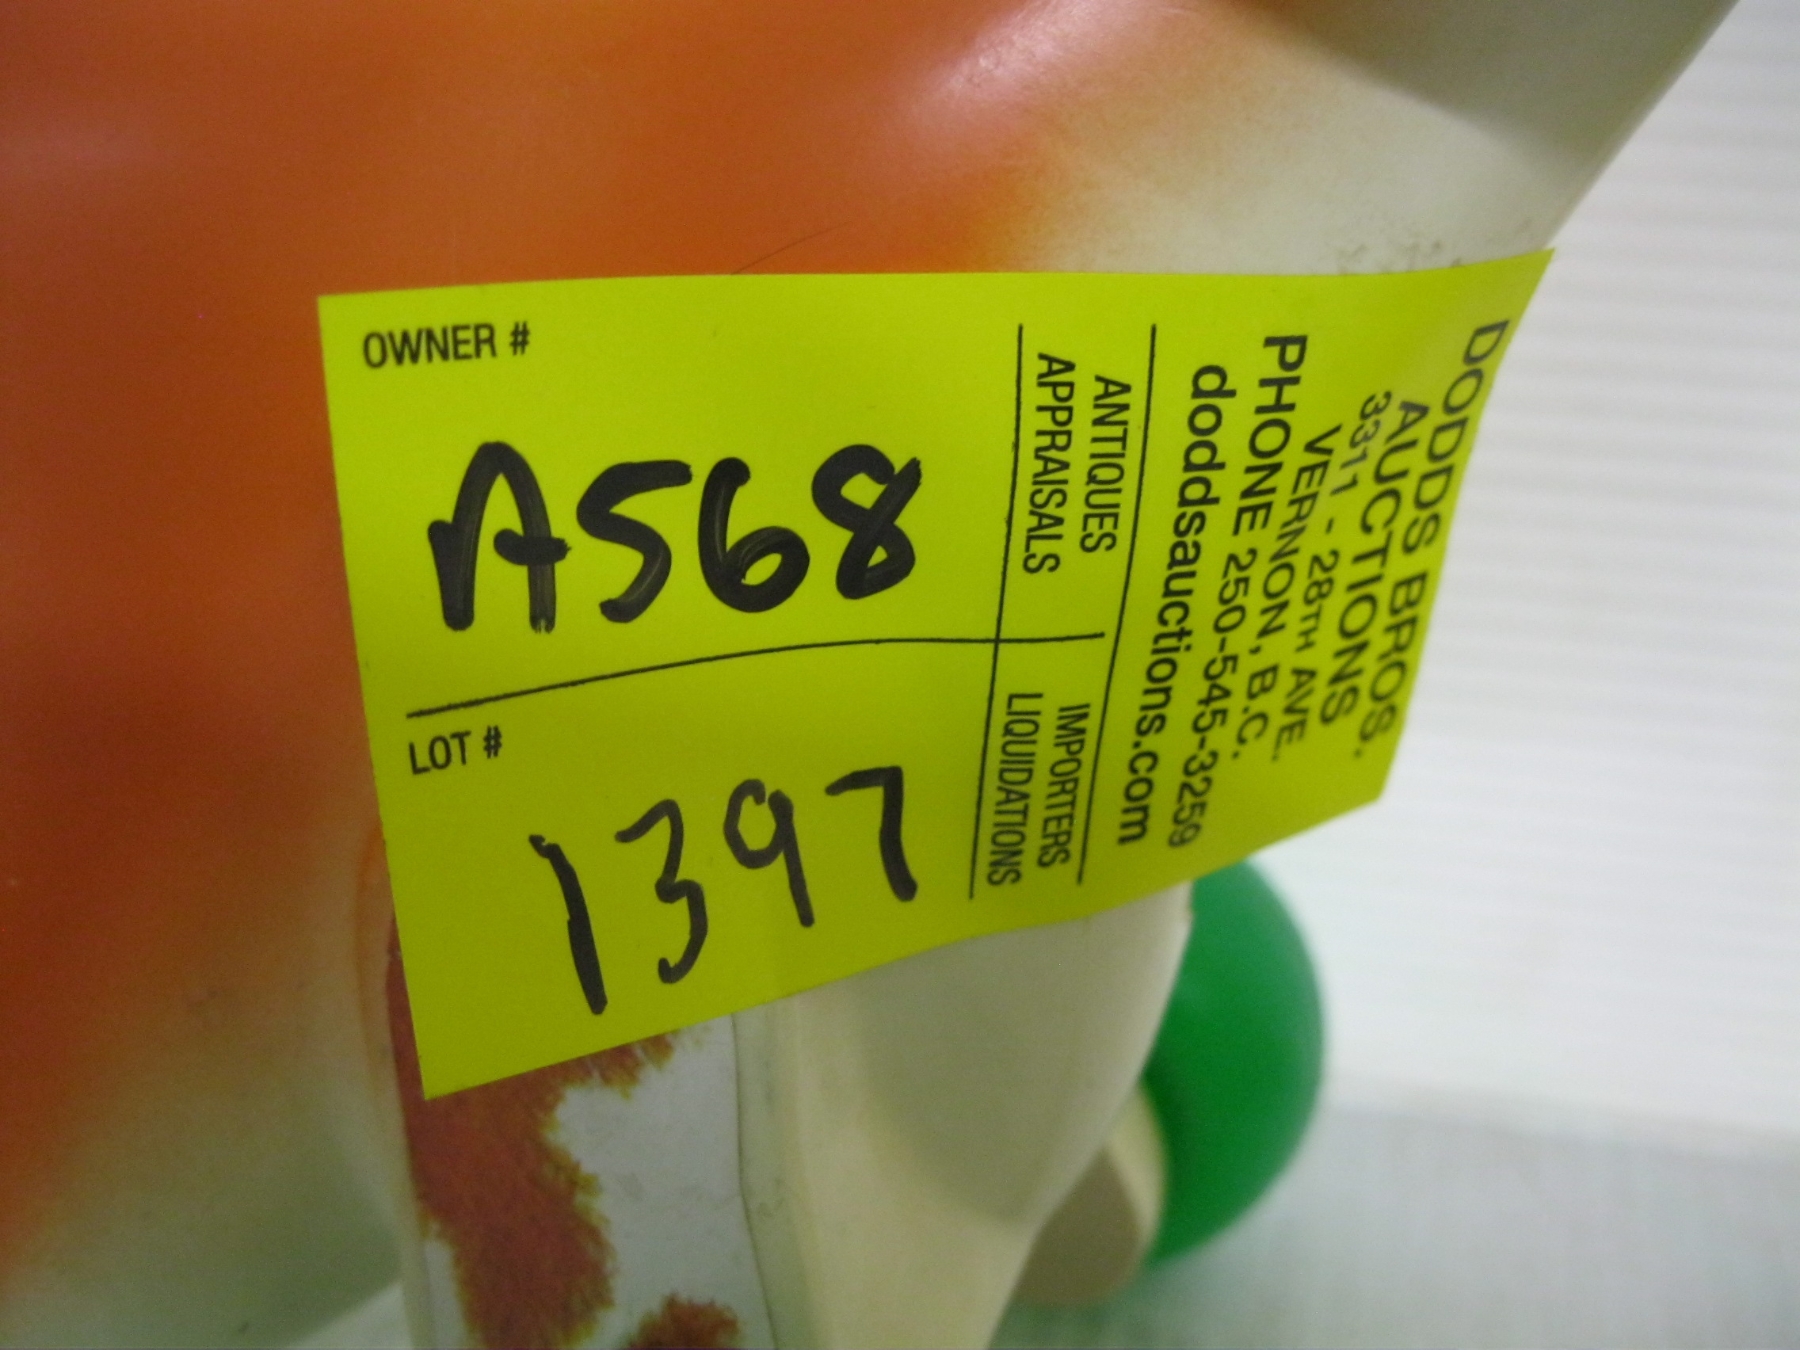 OWNER #
A568
LOT #
1397
ANTIQUES
APPRAISALS
IMPORTERS
LIQUIDATIONS
DODDS BROS.
AUCTIONS
3311 - 28TH AVE.
VERNON, B.C.
PHONE 250-545-3259
doddsauctions.com